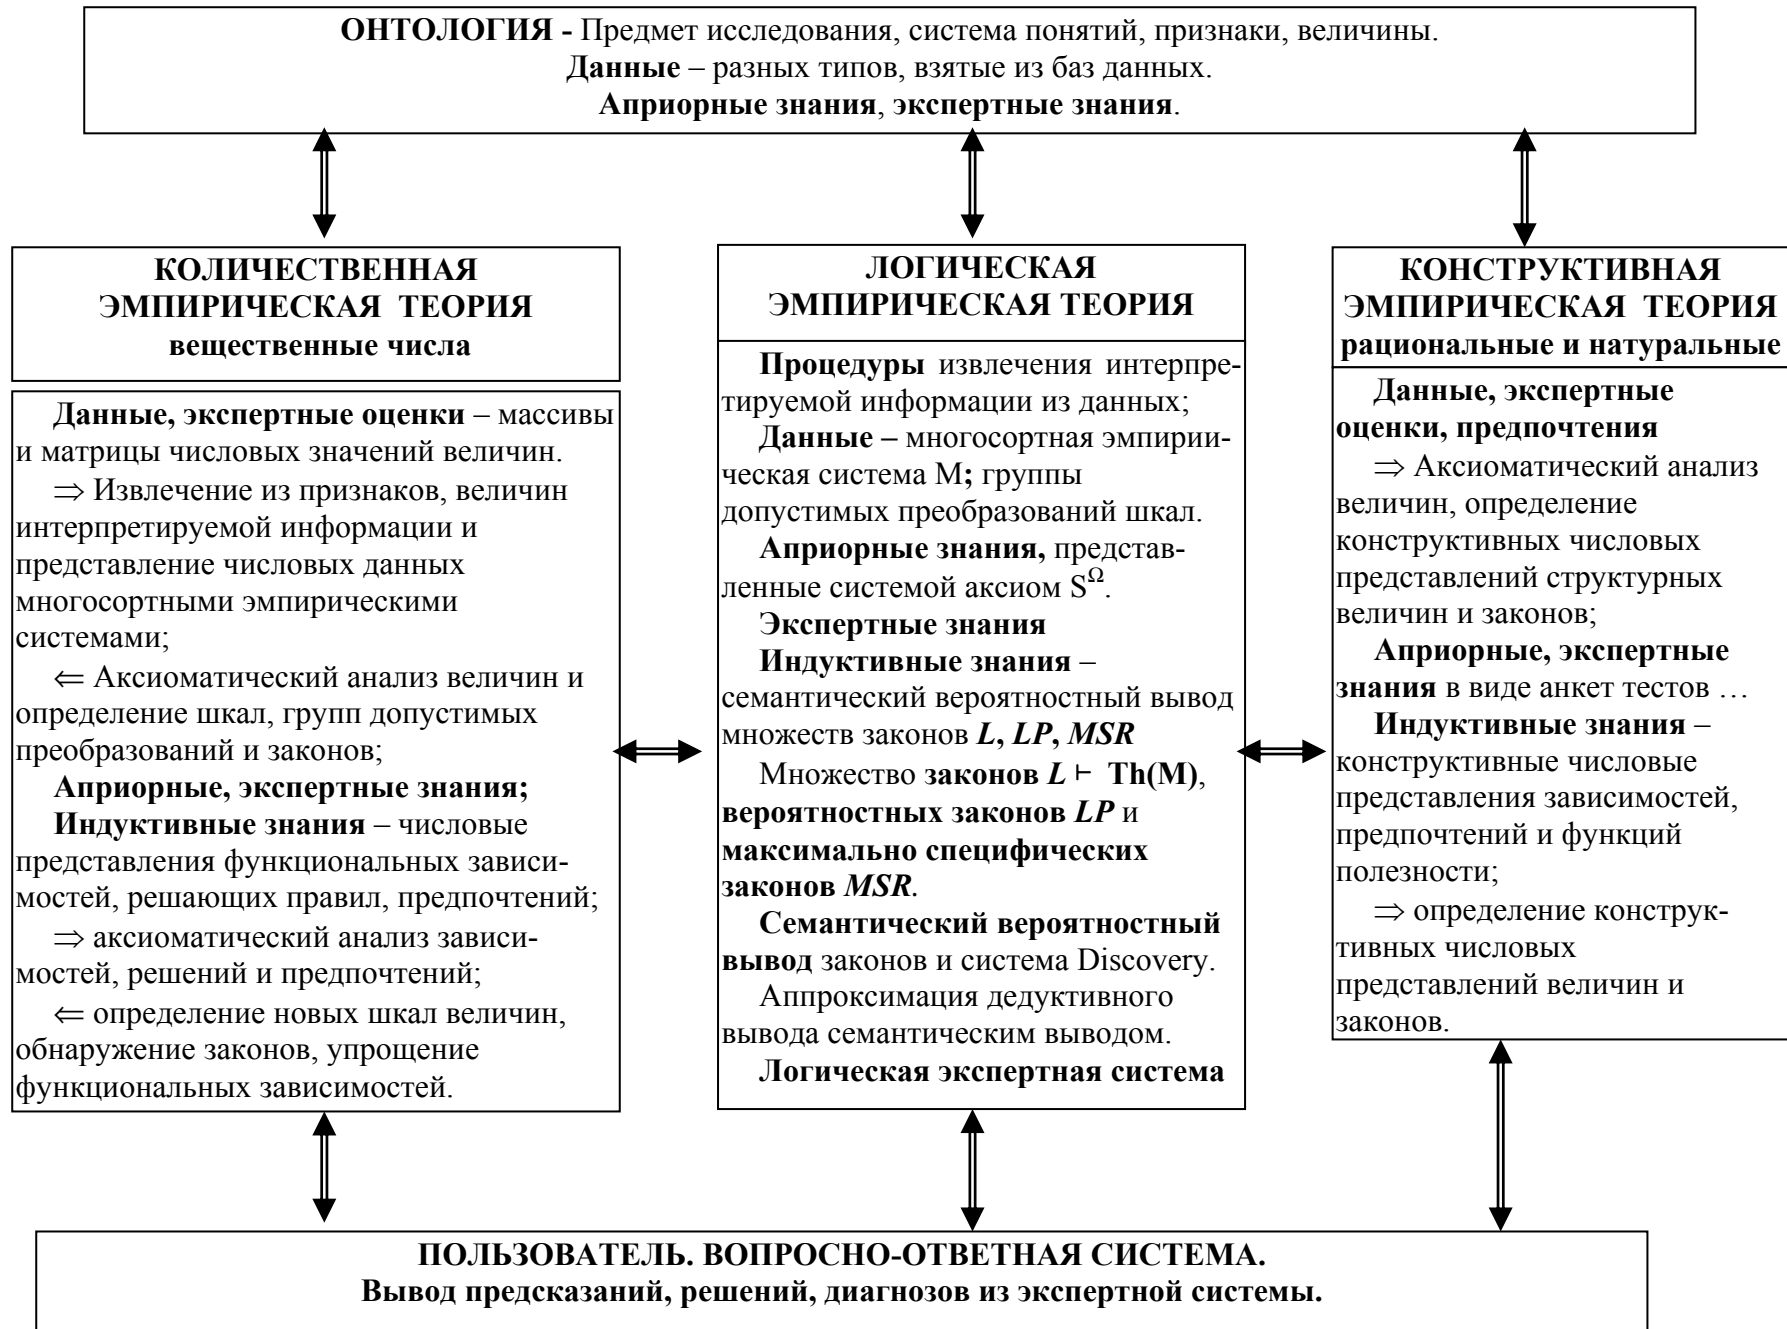 ОНТОЛОГИЯ - Предмет исследования, система понятий, признаки, величины.
Данные – разных типов, взятые из баз данных.
Априорные знания, экспертные знания.
КОЛИЧЕСТВЕННАЯ
ЭМПИРИЧЕСКАЯ ТЕОРИЯ
вещественные числа
Данные, экспертные оценки – массивы
и матрицы числовых значений величин.
⇒ Извлечение из признаков, величин
интерпретируемой информации и
представление числовых данных
многосортными эмпирическими
системами;
⇐ Аксиоматический анализ величин и
определение шкал, групп допустимых
преобразований и законов;
Априорные, экспертные знания;
Индуктивные знания – числовые
представления функциональных зависи-
мостей, решающих правил, предпочтений;
⇒ аксиоматический анализ зависи-
мостей, решений и предпочтений;
⇐ определение новых шкал величин,
обнаружение законов, упрощение
функциональных зависимостей.
ЛОГИЧЕСКАЯ
ЭМПИРИЧЕСКАЯ ТЕОРИЯ
Процедуры извлечения интерпре-
тируемой информации из данных;
Данные – многосортная эмпири-
ческая система М; группы
допустимых преобразований шкал.
Априорные знания, представ-
ленные системой аксиом S^Ω.
Экспертные знания
Индуктивные знания –
семантический вероятностный вывод
множеств законов L, LP, MSR
Множество законов L ⊢ Th(M),
вероятностных законов LP и
максимально специфических
законов MSR.
Семантический вероятностный
вывод законов и система Discovery.
Аппроксимация дедуктивного
вывода семантическим выводом.
Логическая экспертная система
КОНСТРУКТИВНАЯ
ЭМПИРИЧЕСКАЯ ТЕОРИЯ
рациональные и натуральные
Данные, экспертные
оценки, предпочтения
⇒ Аксиоматический анализ
величин, определение
конструктивных числовых
представлений структурных
величин и законов;
Априорные, экспертные
знания в виде анкет тестов …
Индуктивные знания –
конструктивные числовые
представления зависимостей,
предпочтений и функций
полезности;
⇒ определение конструк-
тивных числовых
представлений величин и
законов.
ПОЛЬЗОВАТЕЛЬ. ВОПРОСНО-ОТВЕТНАЯ СИСТЕМА.
Вывод предсказаний, решений, диагнозов из экспертной системы.